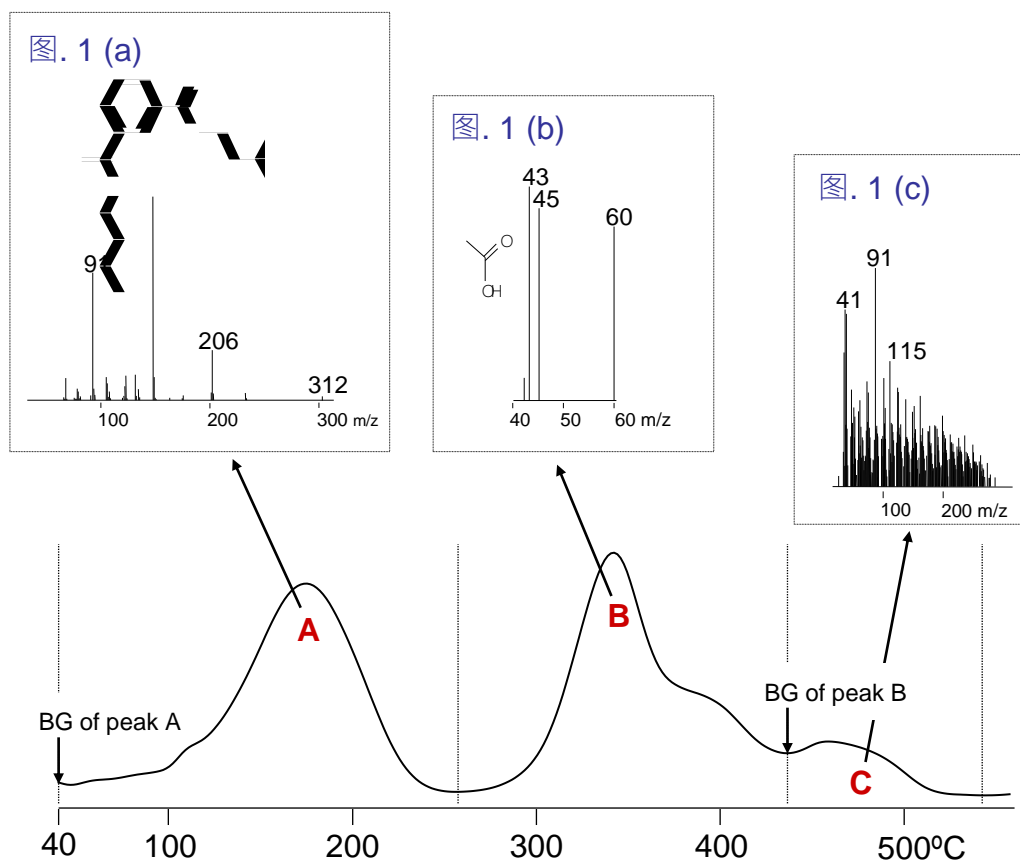 图. 1 (a)
206
312
100
200
300 m/z
图. 1 (b)
43
45
60
O
OH
40
50
60 m/z
图. 1 (c)
91
41
115
100
200 m/z
A
B
C
BG of peak A
BG of peak B
40
100
200
300
400
500ºC